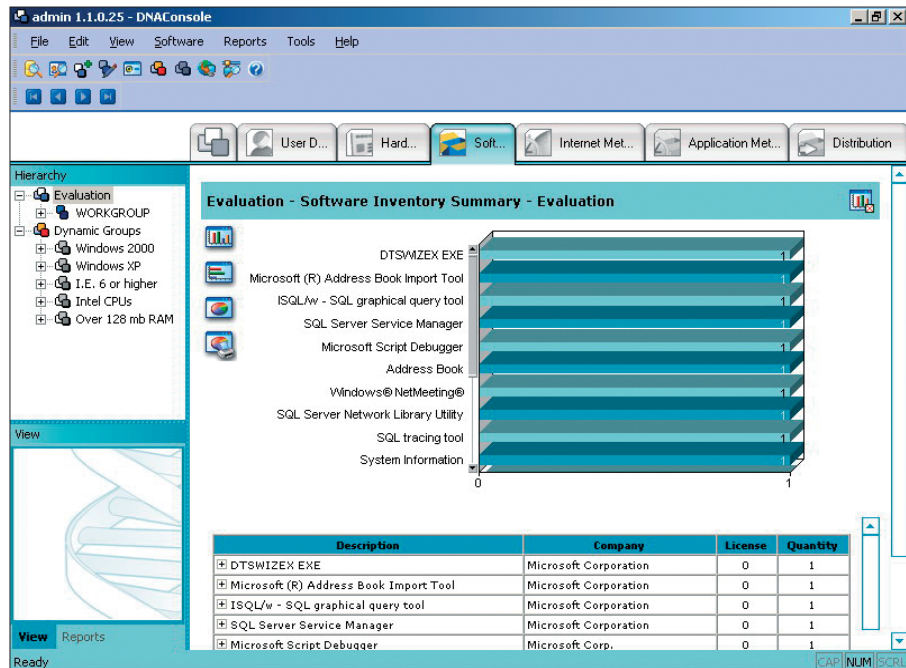 admin 1.1.0.25 - DNAConsole
File Edit View Software Reports Tools Help
User D... Hard... Soft... Internet Met... Application Met... Distribution
Hierarchy
Evaluation
WORKGROUP
Dynamic Groups
Windows 2000
Windows XP
I.E. 6 or higher
Intel CPUs
Over 128 mb RAM
View
View Reports
Evaluation - Software Inventory Summary - Evaluation
DTSWIZEX EXE 1
Microsoft (R) Address Book Import Tool 1
ISQL/w - SQL graphical query tool 1
SQL Server Service Manager 1
Microsoft Script Debugger 1
Address Book 1
Windows® NetMeeting® 1
SQL Server Network Library Utility 1
SQL tracing tool 1
System Information 1
0 1
Description Company License Quantity
DTSWIZEX EXE Microsoft Corporation 0 1
Microsoft (R) Address Book Import Tool Microsoft Corporation 0 1
ISQL/w - SQL graphical query tool Microsoft Corporation 0 1
SQL Server Service Manager Microsoft Corporation 0 1
Microsoft Script Debugger Microsoft Corp. 0 1
Ready CAP NUM SCRL